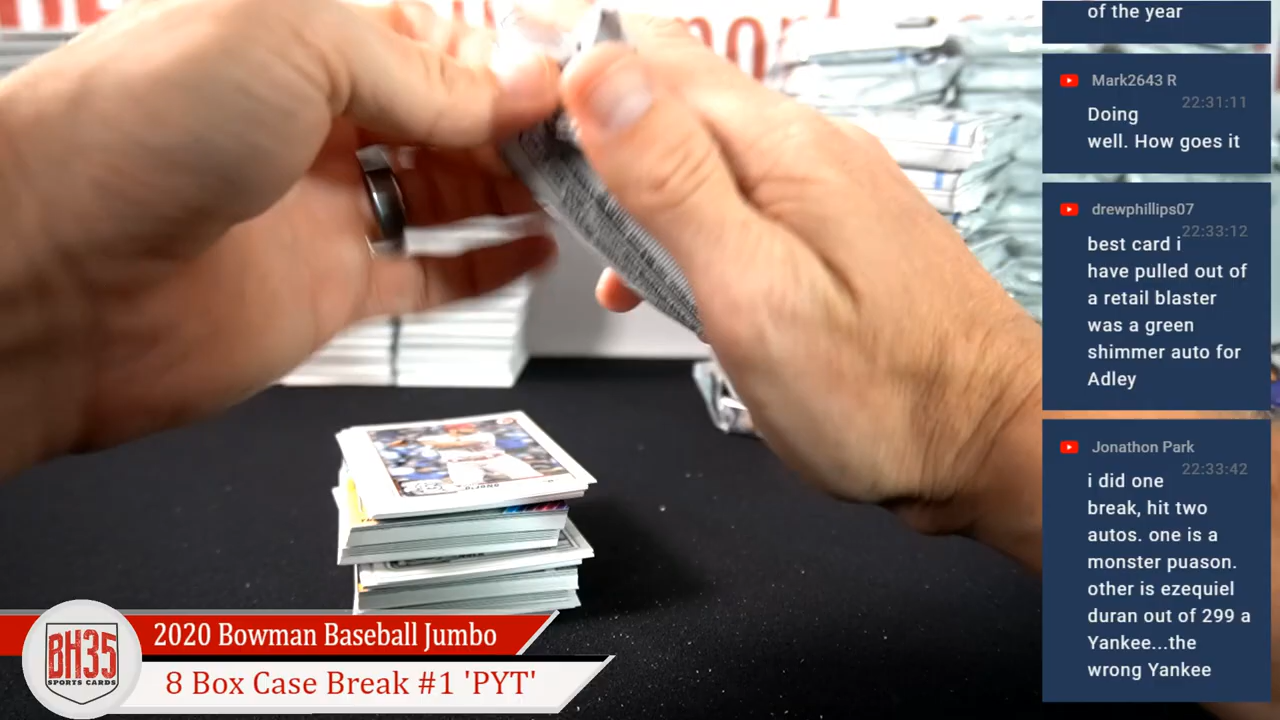 of the year
Mark2643 R
22:31:11
Doing
well. How goes it
drewphillips07
22:33:12
best card i
have pulled out of
a retail blaster
was a green
shimmer auto for
Adley
Jonathon Park
22:33:42
i did one
break, hit two
autos. one is a
monster puason.
other is ezequiel
duran out of 299 a
Yankee...the
wrong Yankee
BH35
SPORTS CARDS
2020 Bowman Baseball Jumbo
8 Box Case Break #1 'PYT'